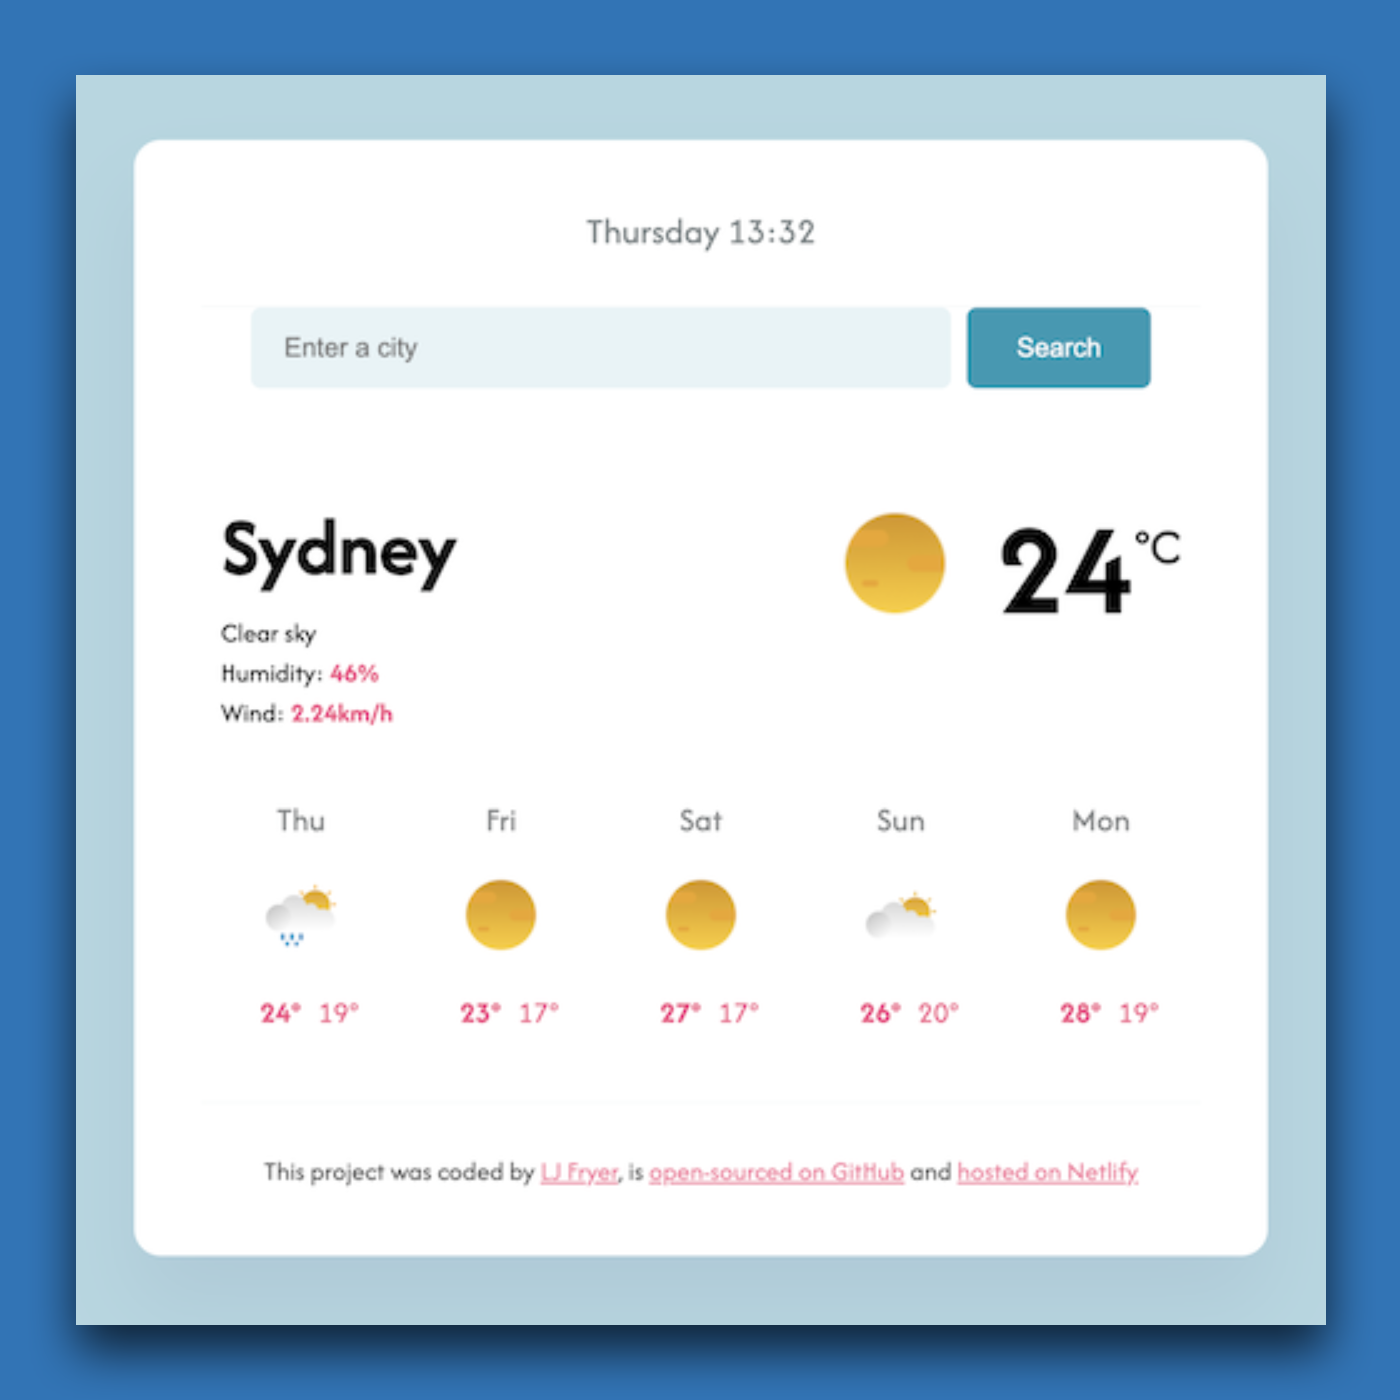 Thursday 13:32
Enter a city
Search
Sydney
24°C
Clear sky
Humidity: 46%
Wind: 2.24km/h
Thu Fri Sat Sun Mon
24° 19° 23° 17° 27° 17° 26° 20° 28° 19°
This project was coded by LJ Fryer, is open-sourced on GitHub and hosted on Netlify